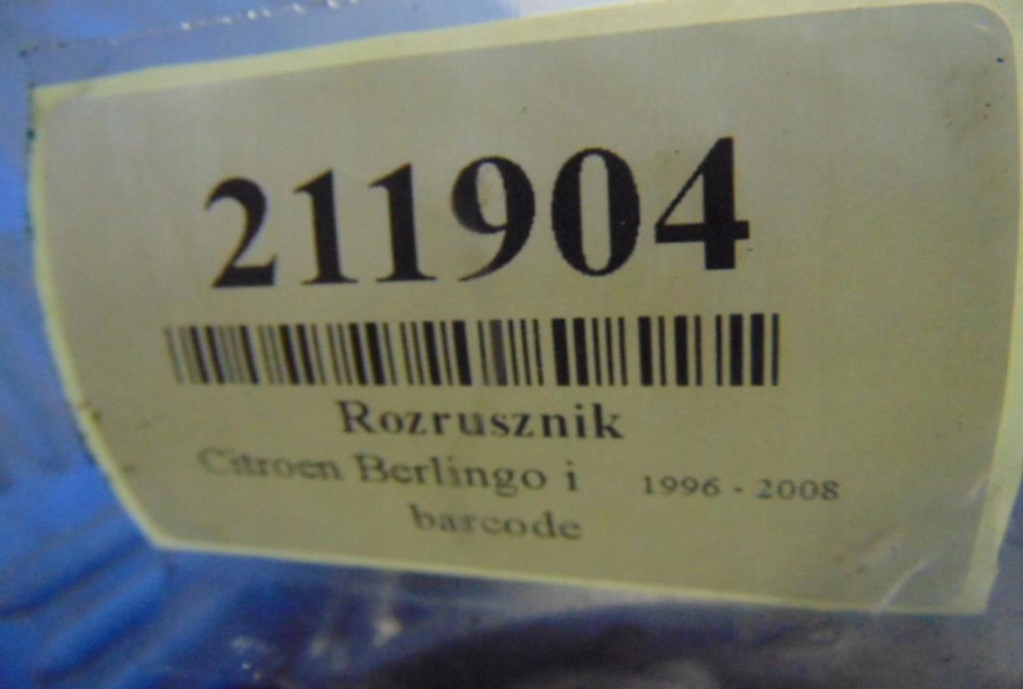 211904
Rozrusznik
Citroen Berlingo i 1996 - 2008
barcode